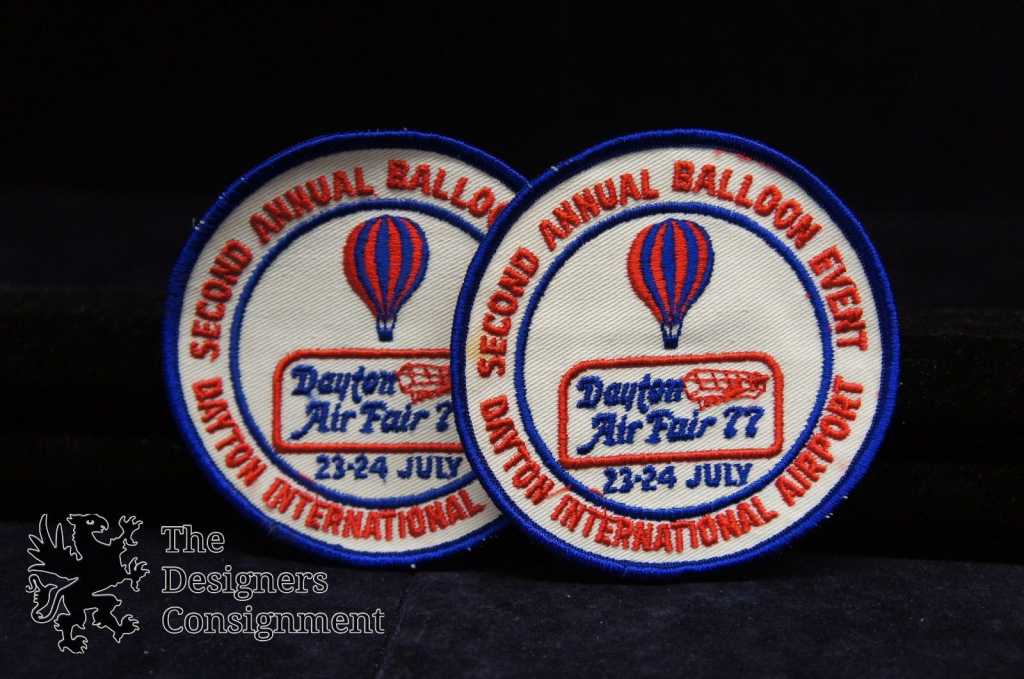 SECOND ANNUAL BALLOO
DAYTON INTERNATIONAL
Dayton
Air Fair 7
23-24 JULY
SECOND ANNUAL BALLOON EVENT
DAYTON INTERNATIONAL AIRPORT
Dayton
Air Fair 77
23-24 JULY
The
Designers
Consignment